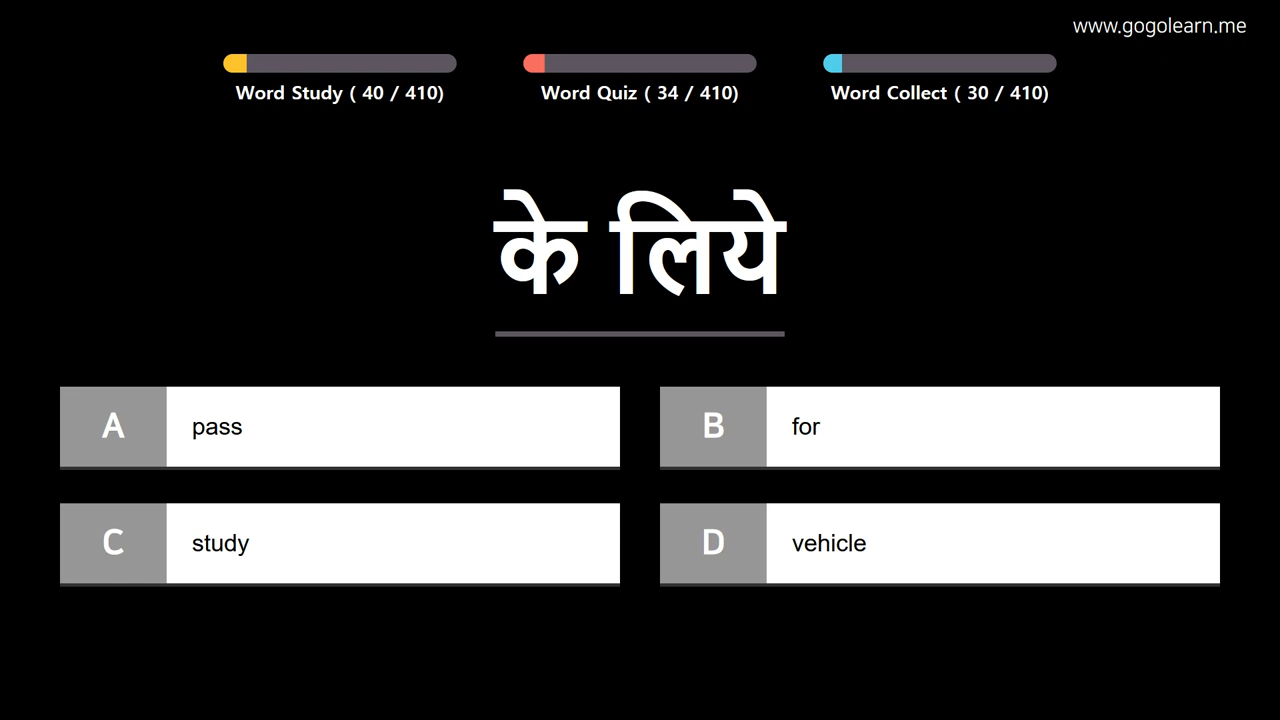 www.gogolearn.me
Word Study ( 40 / 410)
Word Quiz ( 34 / 410)
Word Collect ( 30 / 410)
के लिये
A pass
B for
C study
D vehicle